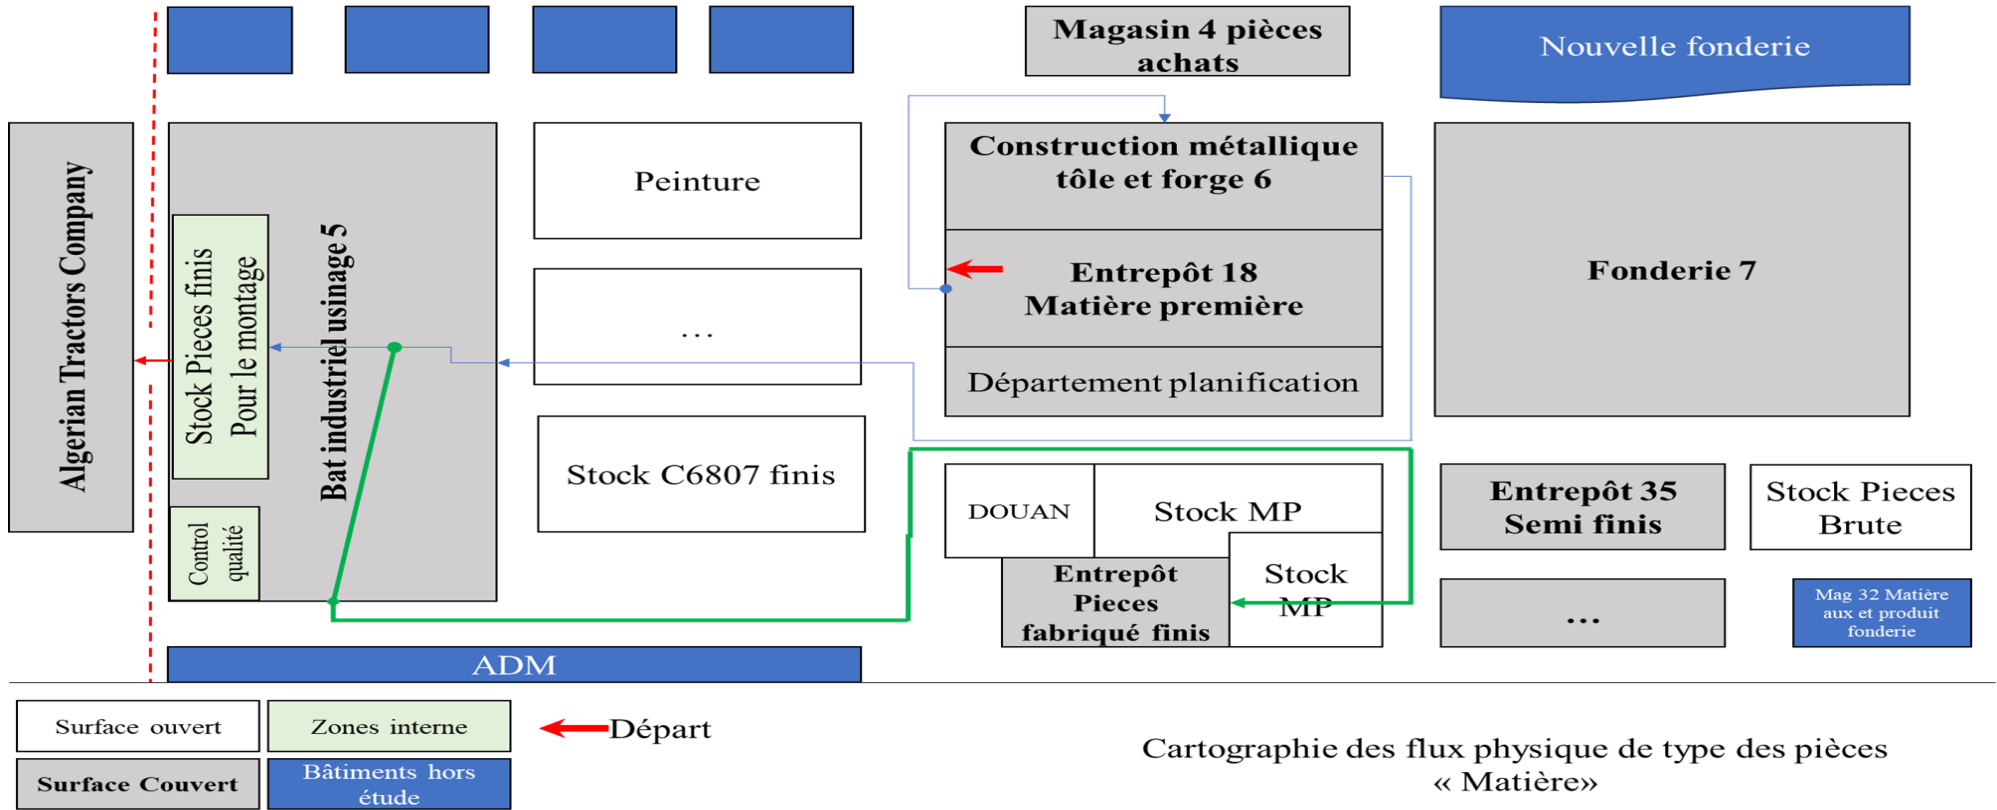 Magasin 4 pièces
achats
Nouvelle fonderie
Algerian Tractors Company
Stock Pieces finis
Pour le montage
Bat industriel usinage 5
Control
qualité
Peinture
...
Stock C6807 finis
Construction métallique
tôle et forge 6
Entrepôt 18
Matière première
Département planification
Fonderie 7
DOUAN
Stock MP
Entrepôt
Pieces
fabriqué finis
Stock
MP
Entrepôt 35
Semi finis
Stock Pieces
Brute
...
Mag 32 Matière
aux et produit
fonderie
ADM
Surface ouvert
Zones interne
Départ
Surface Couvert
Bâtiments hors
étude
Cartographie des flux physique de type des pièces
« Matière»